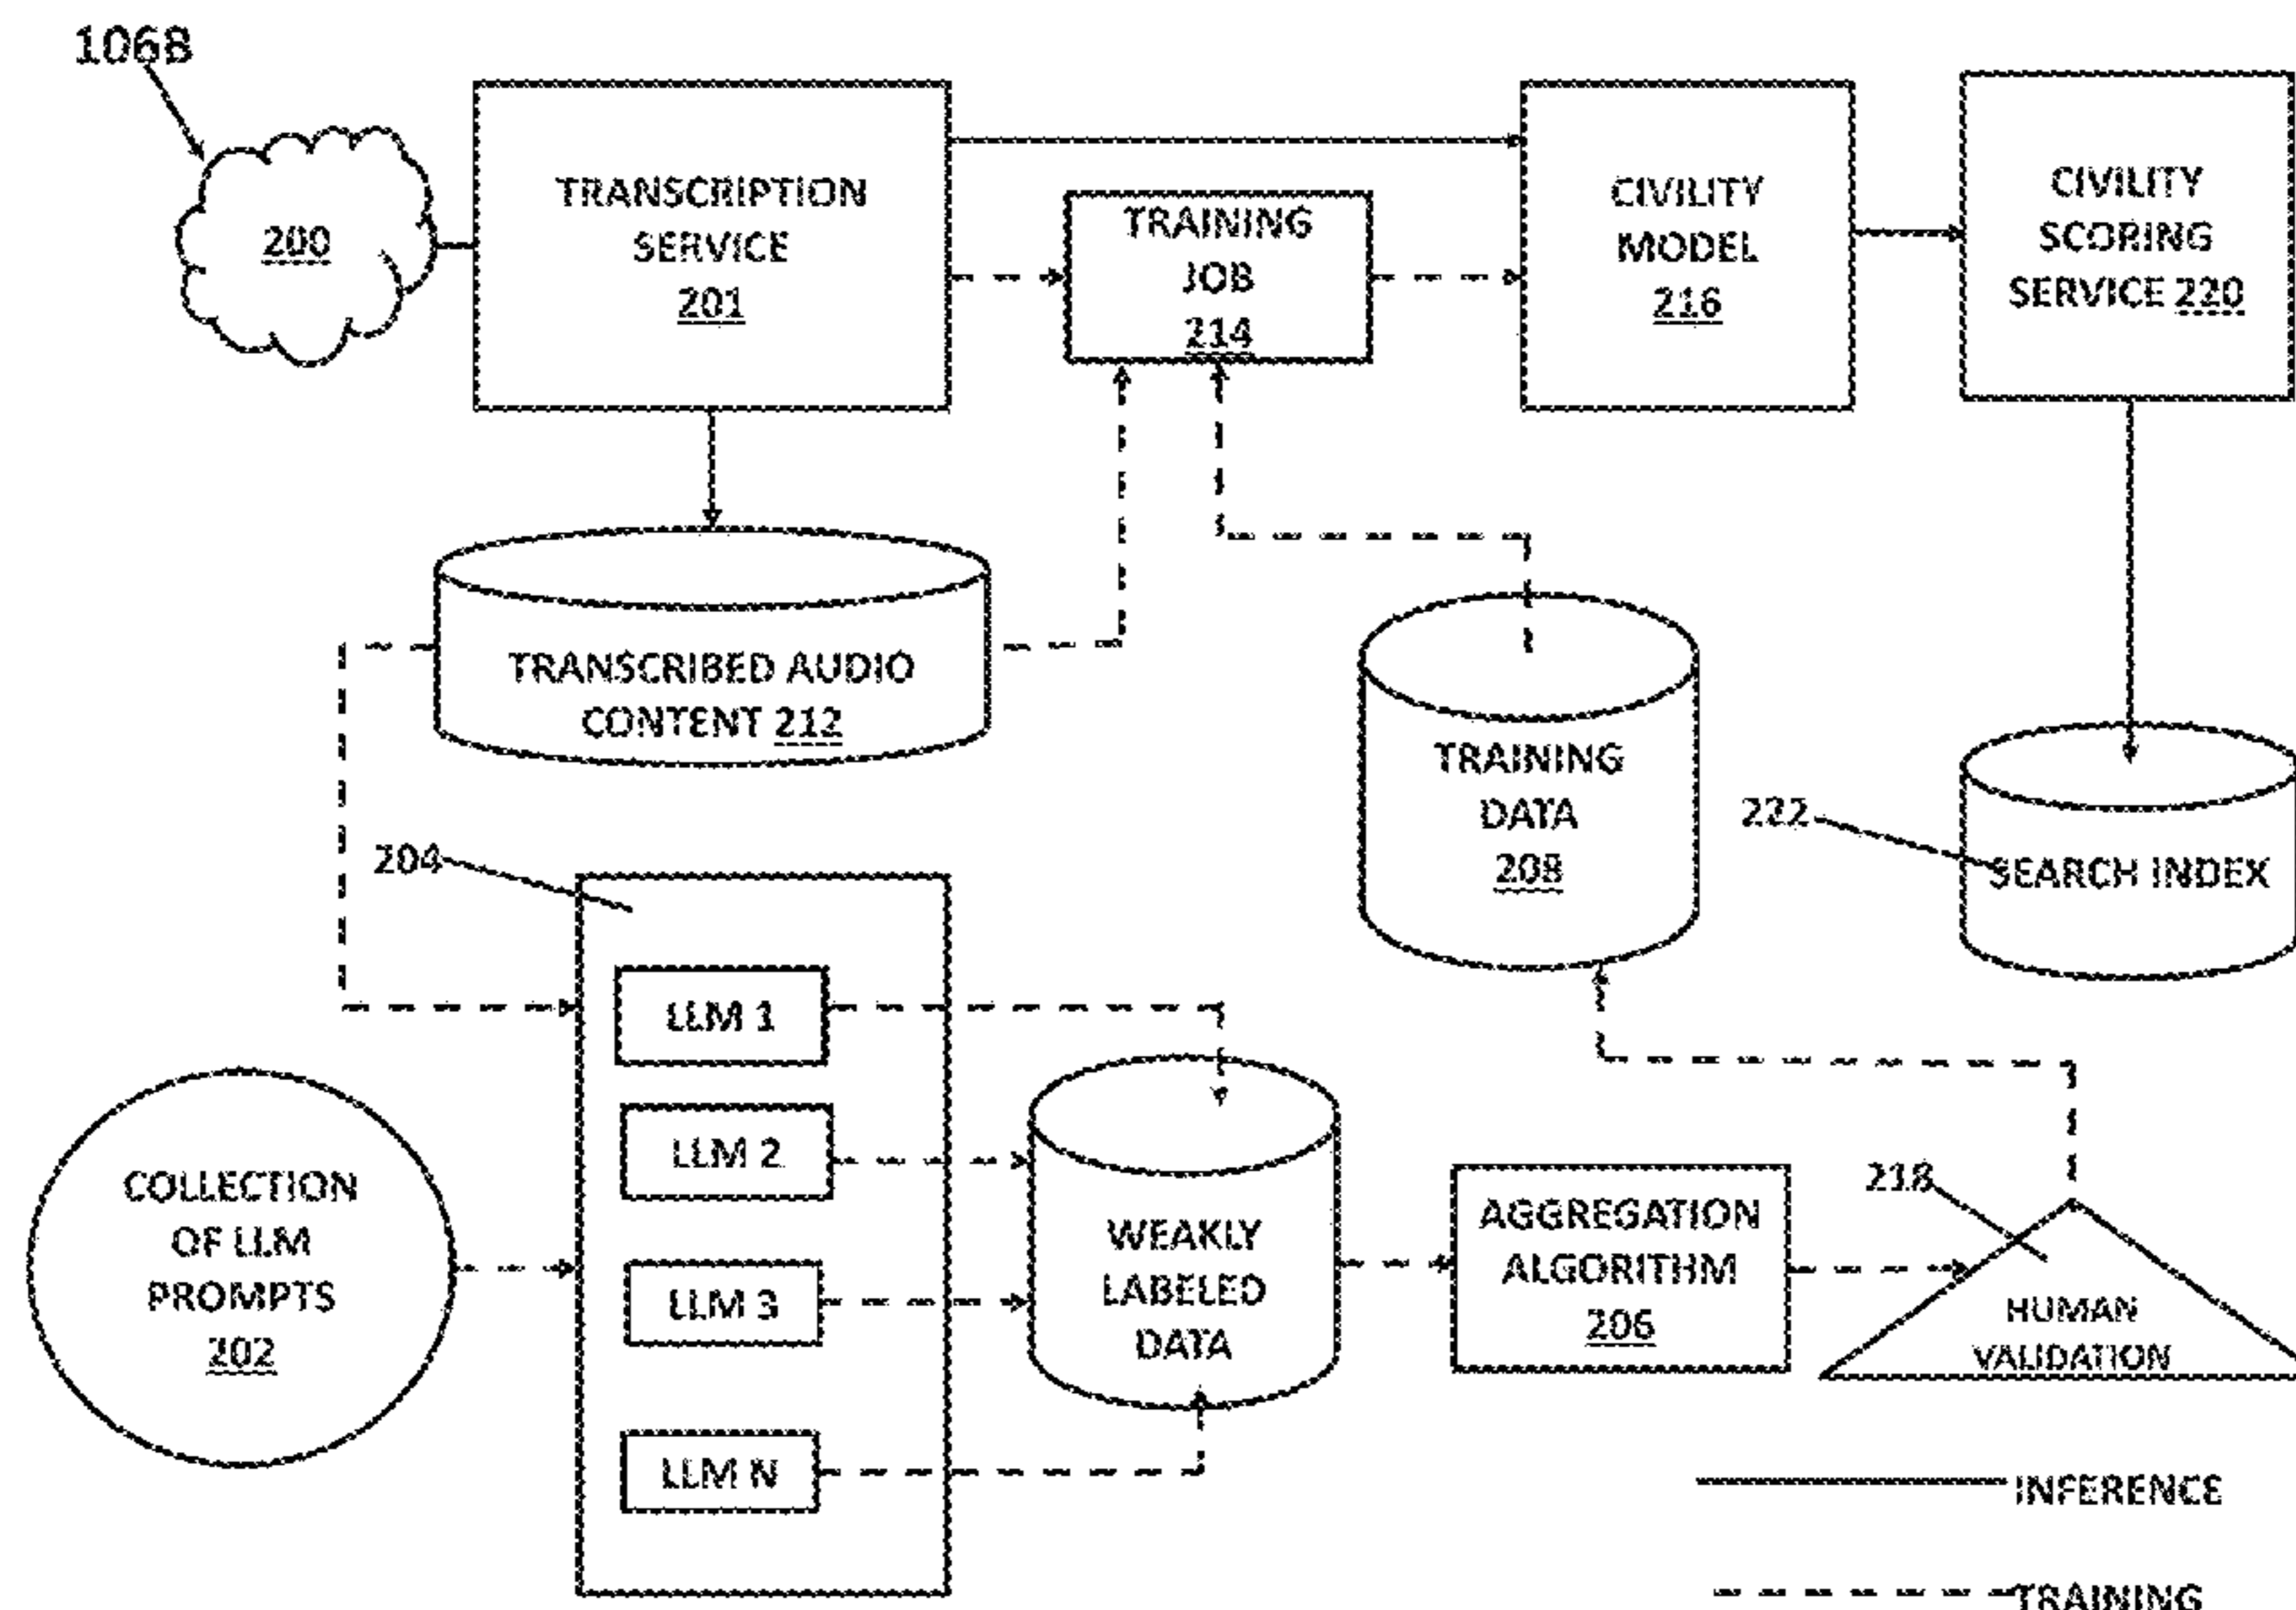 106B
200
TRANSCRIPTION
SERVICE
201
TRAINING
JOB
214
CIVILITY
MODEL
216
CIVILITY
SCORING
SERVICE 220
TRANSCRIBED AUDIO
CONTENT 212
TRAINING
DATA
208
222
SEARCH INDEX
204
LLM 1
LLM 2
LLM 3
LLM N
COLLECTION
OF LLM
PROMPTS
202
WEAKLY
LABELED
DATA
AGGREGATION
ALGORITHM
206
218
HUMAN
VALIDATION
INFERENCE
TRAINING